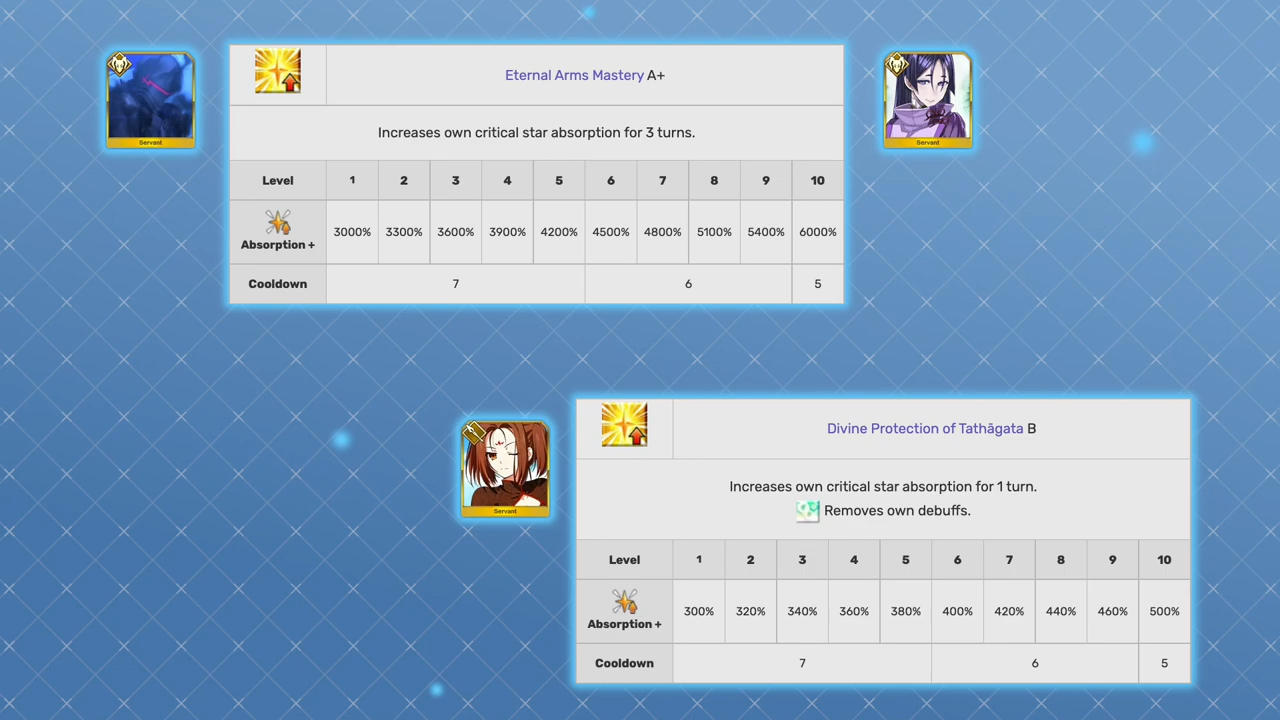 Eternal Arms Mastery A+
Increases own critical star absorption for 3 turns.
Servant
Servant
Level 1 2 3 4 5 6 7 8 9 10
Absorption + 3000% 3300% 3600% 3900% 4200% 4500% 4800% 5100% 5400% 6000%
Cooldown 7 6 5
Divine Protection of Tathāgata B
Increases own critical star absorption for 1 turn.
Removes own debuffs.
Servant
Level 1 2 3 4 5 6 7 8 9 10
Absorption + 300% 320% 340% 360% 380% 400% 420% 440% 460% 500%
Cooldown 7 6 5